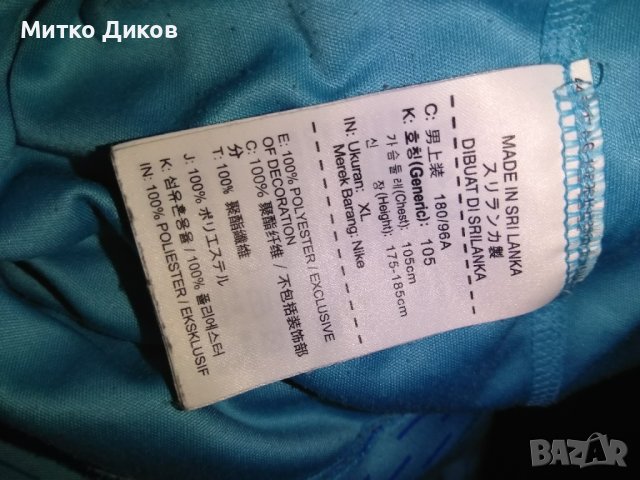 Митко Диков
MADE IN SRI LANKA
スリランカ製
DIBUAT DI SRILANKA
C: 男上装 180/96A
K: 호칭(Generic): 105
가슴둘레(Chest): 105cm
신 장(Height): 175-185cm
IN: Ukuran: XL
Merek Barang: Nike
E: 100% POLYESTER / EXCLUSIVE
OF DECORATION
C: 100% 聚酯纤维 / 不包括装饰部
分
T: 100% 聚酯纖維
J: 100% ポリエステル
K: 섬유혼용율 / 100% 폴리에스터
IN: 100% POLIESTER / EKSKLUSIF
BAZAR